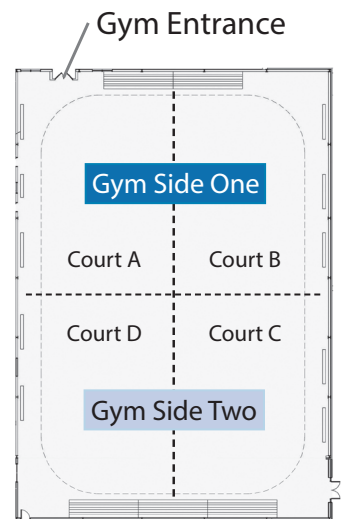 Gym Entrance
Gym Side One
Court A
Court B
Court D
Court C
Gym Side Two